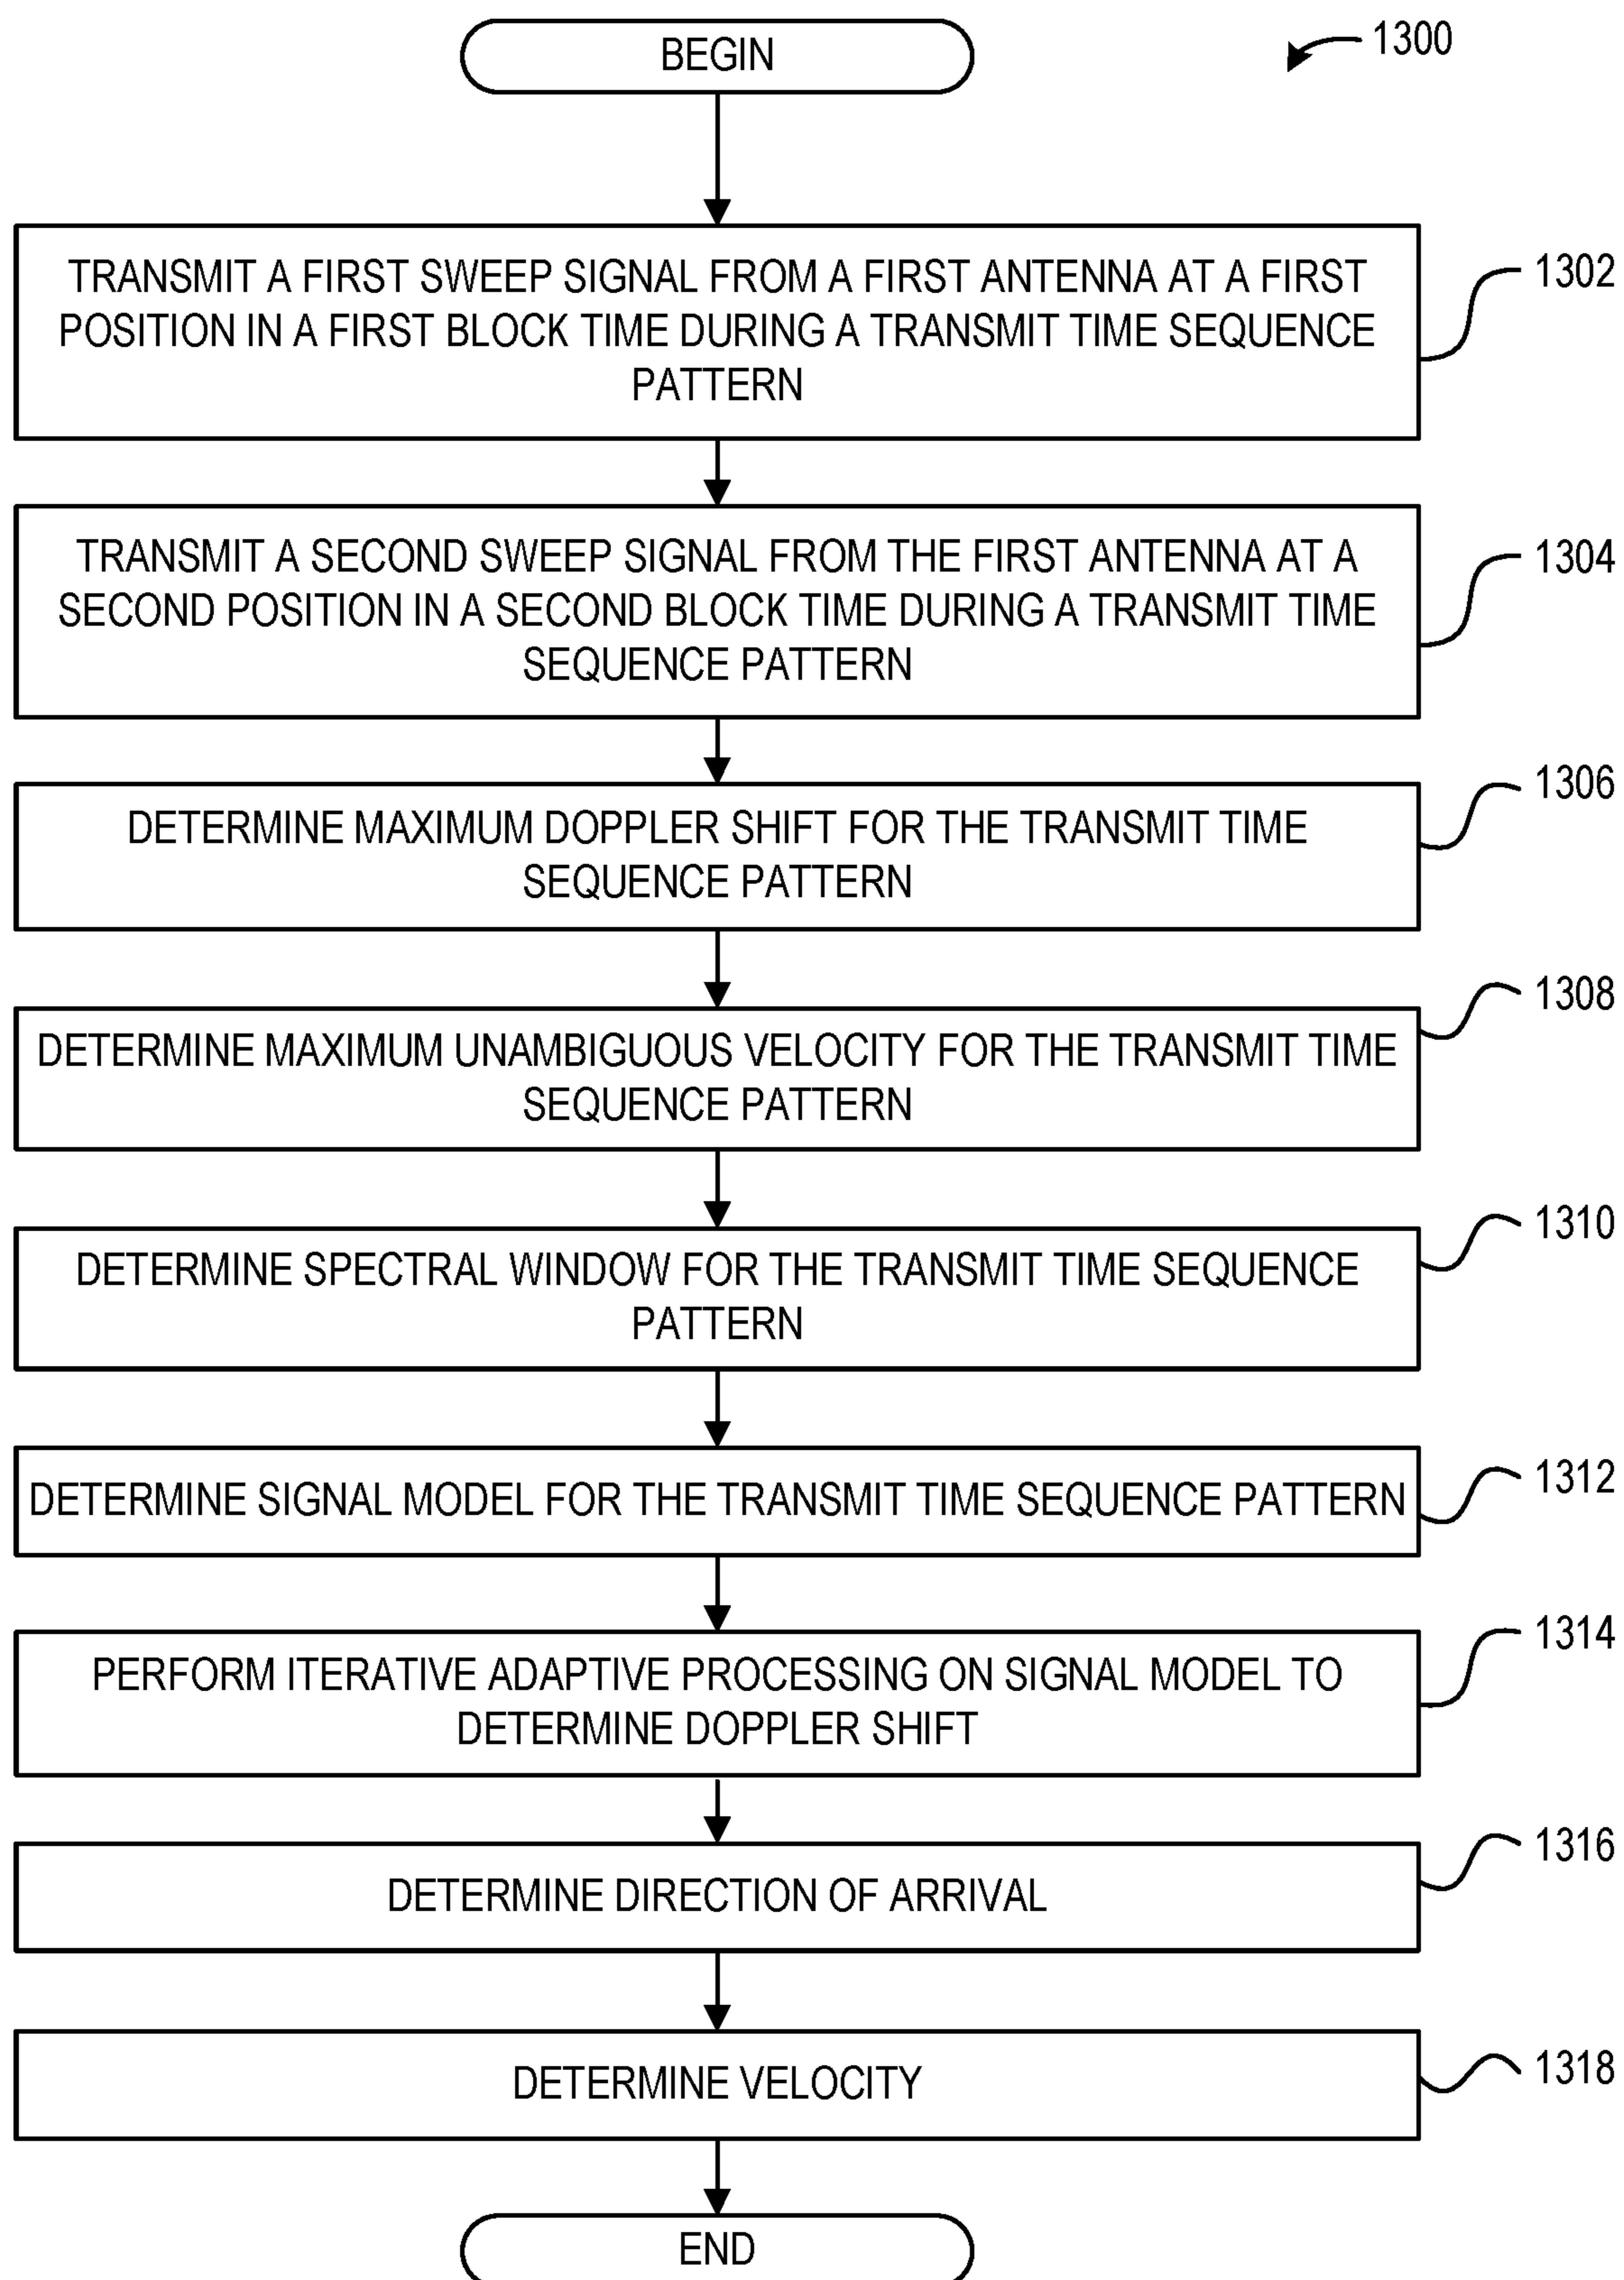 BEGIN
1300
TRANSMIT A FIRST SWEEP SIGNAL FROM A FIRST ANTENNA AT A FIRST
POSITION IN A FIRST BLOCK TIME DURING A TRANSMIT TIME SEQUENCE
PATTERN
1302
TRANSMIT A SECOND SWEEP SIGNAL FROM THE FIRST ANTENNA AT A
SECOND POSITION IN A SECOND BLOCK TIME DURING A TRANSMIT TIME
SEQUENCE PATTERN
1304
DETERMINE MAXIMUM DOPPLER SHIFT FOR THE TRANSMIT TIME
SEQUENCE PATTERN
1306
DETERMINE MAXIMUM UNAMBIGUOUS VELOCITY FOR THE TRANSMIT TIME
SEQUENCE PATTERN
1308
DETERMINE SPECTRAL WINDOW FOR THE TRANSMIT TIME SEQUENCE
PATTERN
1310
DETERMINE SIGNAL MODEL FOR THE TRANSMIT TIME SEQUENCE PATTERN
1312
PERFORM ITERATIVE ADAPTIVE PROCESSING ON SIGNAL MODEL TO
DETERMINE DOPPLER SHIFT
1314
DETERMINE DIRECTION OF ARRIVAL
1316
DETERMINE VELOCITY
1318
END